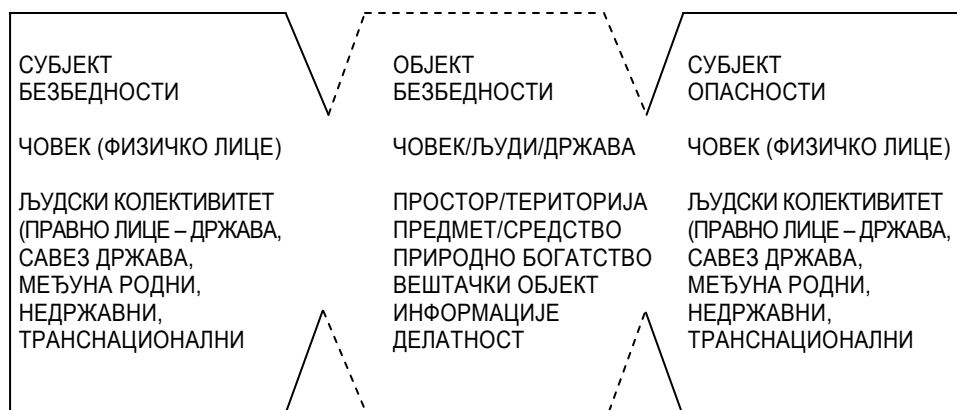 СУБЈЕКТ
БЕЗБЕДНОСТИ
ЧОВЕК (ФИЗИЧКО ЛИЦЕ)
ЉУДСКИ КОЛЕКТИВИТЕТ
(ПРАВНО ЛИЦЕ – ДРЖАВА,
САВЕЗ ДРЖАВА,
МЕЂУНА РОДНИ,
НЕДРЖАВНИ,
ТРАНСНАЦИОНАЛНИ
ОБЈЕКТ
БЕЗБЕДНОСТИ
ЧОВЕК/ЉУДИ/ДРЖАВА
ПРОСТОР/ТЕРИТОРИЈА
ПРЕДМЕТ/СРЕДСТВО
ПРИРОДНО БОГАТСТВО
ВЕШТАЧКИ ОБЈЕКТ
ИНФОРМАЦИЈЕ
ДЕЛАТНОСТ
СУБЈЕКТ
ОПАСНОСТИ
ЧОВЕК (ФИЗИЧКО ЛИЦЕ)
ЉУДСКИ КОЛЕКТИВИТЕТ
(ПРАВНО ЛИЦЕ – ДРЖАВА,
САВЕЗ ДРЖАВА,
МЕЂУНА РОДНИ,
НЕДРЖАВНИ,
ТРАНСНАЦИОНАЛНИ